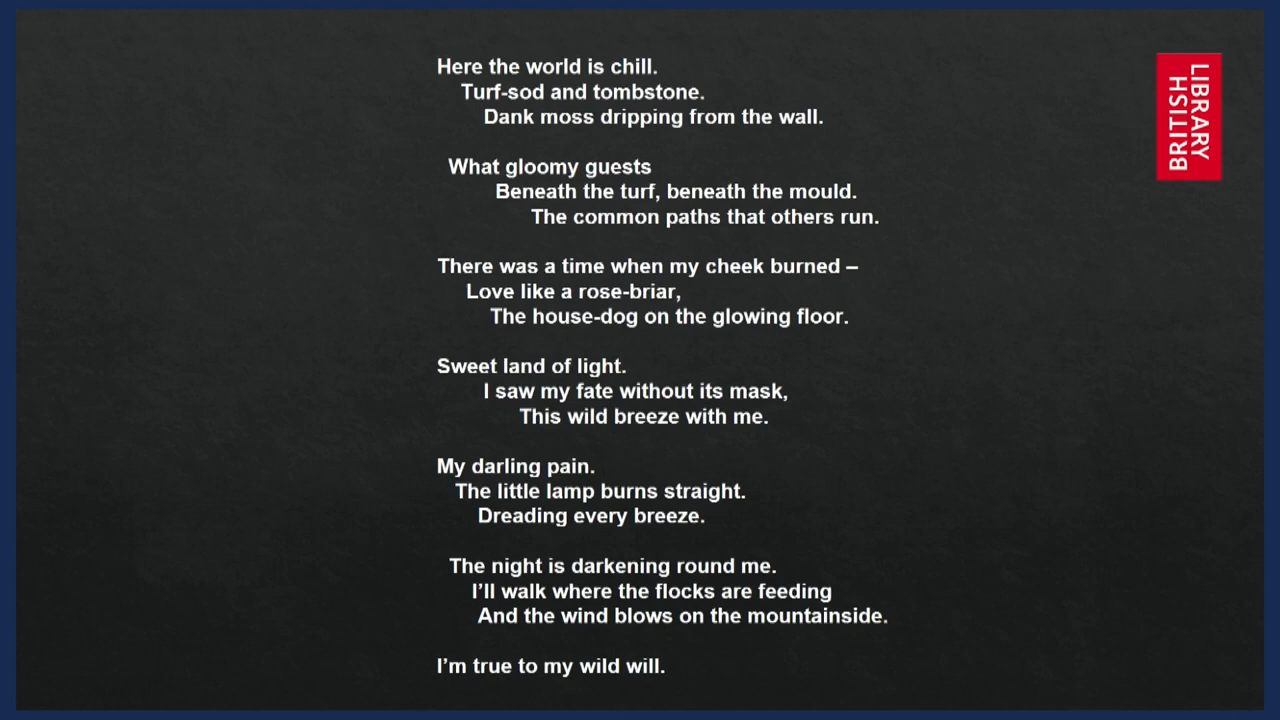 Here the world is chill.
Turf-sod and tombstone.
Dank moss dripping from the wall.
What gloomy guests
Beneath the turf, beneath the mould.
The common paths that others run.
There was a time when my cheek burned –
Love like a rose-briar,
The house-dog on the glowing floor.
Sweet land of light.
I saw my fate without its mask,
This wild breeze with me.
My darling pain.
The little lamp burns straight.
Dreading every breeze.
The night is darkening round me.
I’ll walk where the flocks are feeding
And the wind blows on the mountainside.
I’m true to my wild will.
BRITISH
LIBRARY